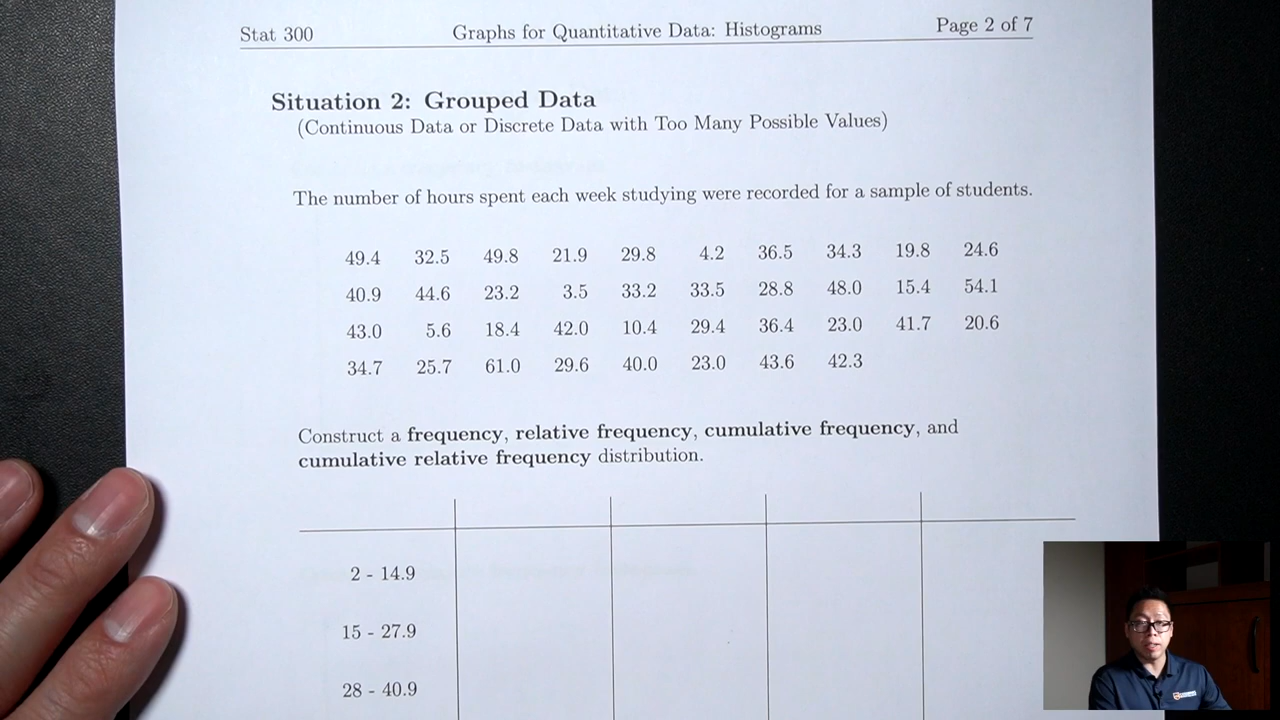 Stat 300 Graphs for Quantitative Data: Histograms Page 2 of 7
Situation 2: Grouped Data
(Continuous Data or Discrete Data with Too Many Possible Values)
The number of hours spent each week studying were recorded for a sample of students.
49.4 32.5 49.8 21.9 29.8 4.2 36.5 34.3 19.8 24.6
40.9 44.6 23.2 3.5 33.2 33.5 28.8 48.0 15.4 54.1
43.0 5.6 18.4 42.0 10.4 29.4 36.4 23.0 41.7 20.6
34.7 25.7 61.0 29.6 40.0 23.0 43.6 42.3
Construct a frequency, relative frequency, cumulative frequency, and
cumulative relative frequency distribution.
2 - 14.9
15 - 27.9
28 - 40.9